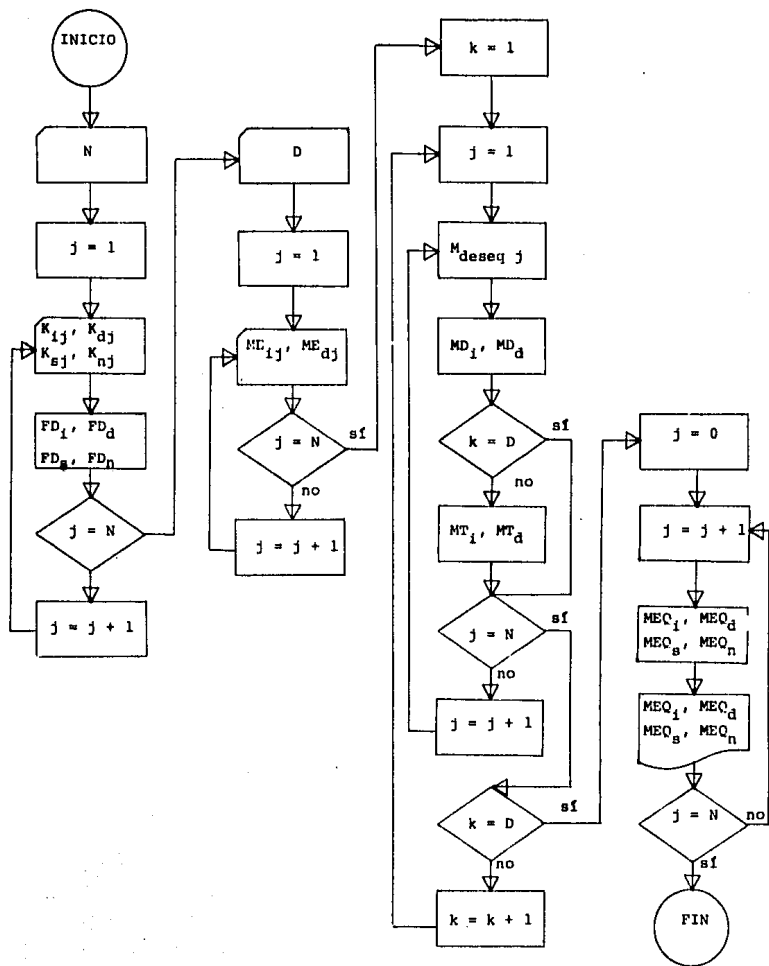 INICIO
N
j = 1
K_ij, K_dj
K_sj, K_nj
FD_i, FD_d
FD_s, FD_n
j = N
j = j + 1
D
j = 1
ME_ij, ME_dj
j = N
sí
no
j = j + 1
k = 1
j = 1
M_deseq j
MD_i, MD_d
k = D
sí
no
MT_i, MT_d
j = N
sí
no
j = j + 1
k = D
sí
no
k = k + 1
j = 0
j = j + 1
MEQ_i, MEQ_d
MEQ_s, MEQ_n
MEQ_i, MEQ_d
MEQ_s, MEQ_n
j = N
no
sí
FIN